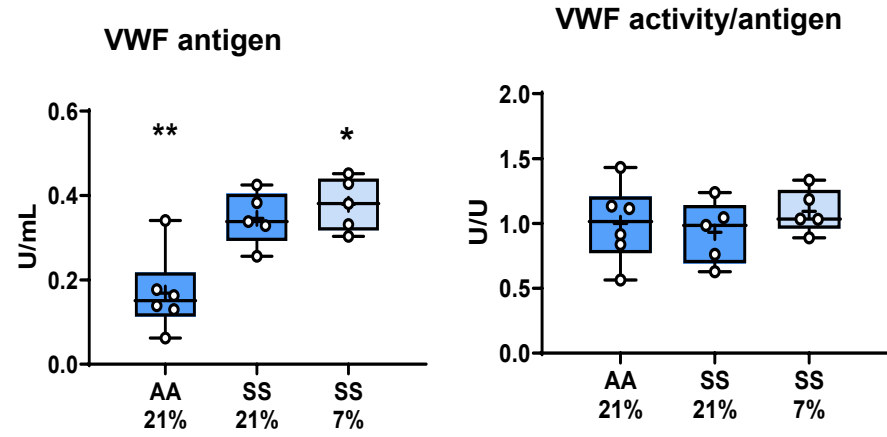 VWF antigen
U/mL
0.6
0.4
0.2
0.0
**
*
AA
21%
SS
21%
SS
7%
VWF activity/antigen
U/U
2.0
1.5
1.0
0.5
0.0
AA
21%
SS
21%
SS
7%